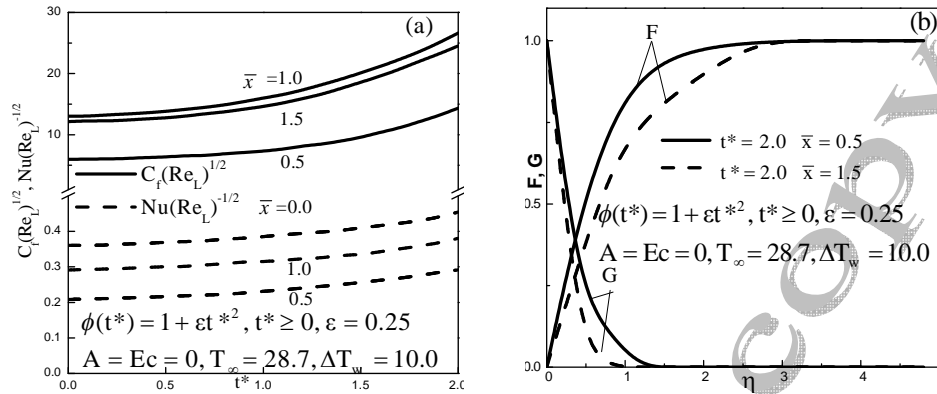 (a)
30
20
10
0.4
0.3
0.2
0.1
0.0
C_f(Re_L)^{1/2}, Nu(Re_L)^{-1/2}
x̄ = 1.0
1.5
0.5
C_f(Re_L)^{1/2}
Nu(Re_L)^{-1/2} x̄ = 0.0
1.0
0.5
ϕ(t*) = 1 + εt*², t* ≥ 0, ε = 0.25
A = Ec = 0, T_∞ = 28.7, ΔT_w = 10.0
0.0 0.5 1.0 1.5 2.0
t*
(b)
1.0
0.5
0.0
F, G
F
t* = 2.0 x̄ = 0.5
t* = 2.0 x̄ = 1.5
ϕ(t*) = 1 + εt*², t* ≥ 0, ε = 0.25
A = Ec = 0, T_∞ = 28.7, ΔT_w = 10.0
G
0 1 2 3 4
η
COPY